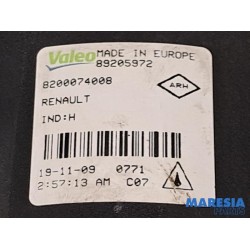 Valeo MADE IN EUROPE
89205972
8200074008
ARH
RENAULT
IND:H
19-11-09 0771
2:57:13 AM C07
MARESIA
PARTS